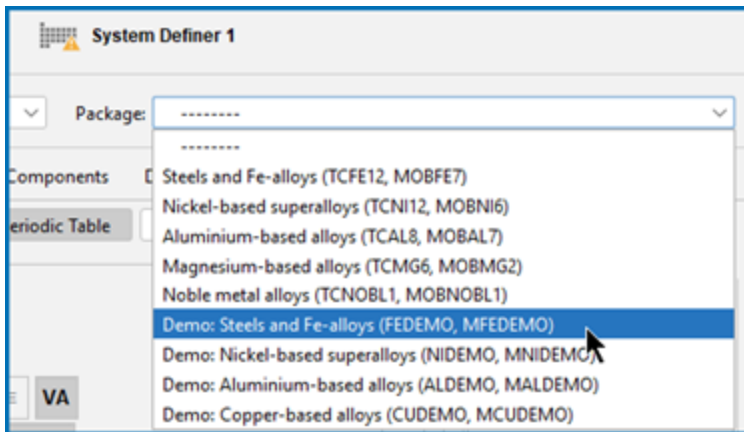 System Definer 1
Package: --------
--------
Components D Steels and Fe-alloys (TCFE12, MOBFE7)
Nickel-based superalloys (TCNI12, MOBNI6)
eriodic Table Aluminium-based alloys (TCAL8, MOBAL7)
Magnesium-based alloys (TCMG6, MOBMG2)
Noble metal alloys (TCNOBL1, MOBNOBL1)
Demo: Steels and Fe-alloys (FEDEMO, MFEDEMO)
Demo: Nickel-based superalloys (NIDEMO, MNIDEMO)
Demo: Aluminium-based alloys (ALDEMO, MALDEMO)
VA
Demo: Copper-based alloys (CUDEMO, MCUDEMO)